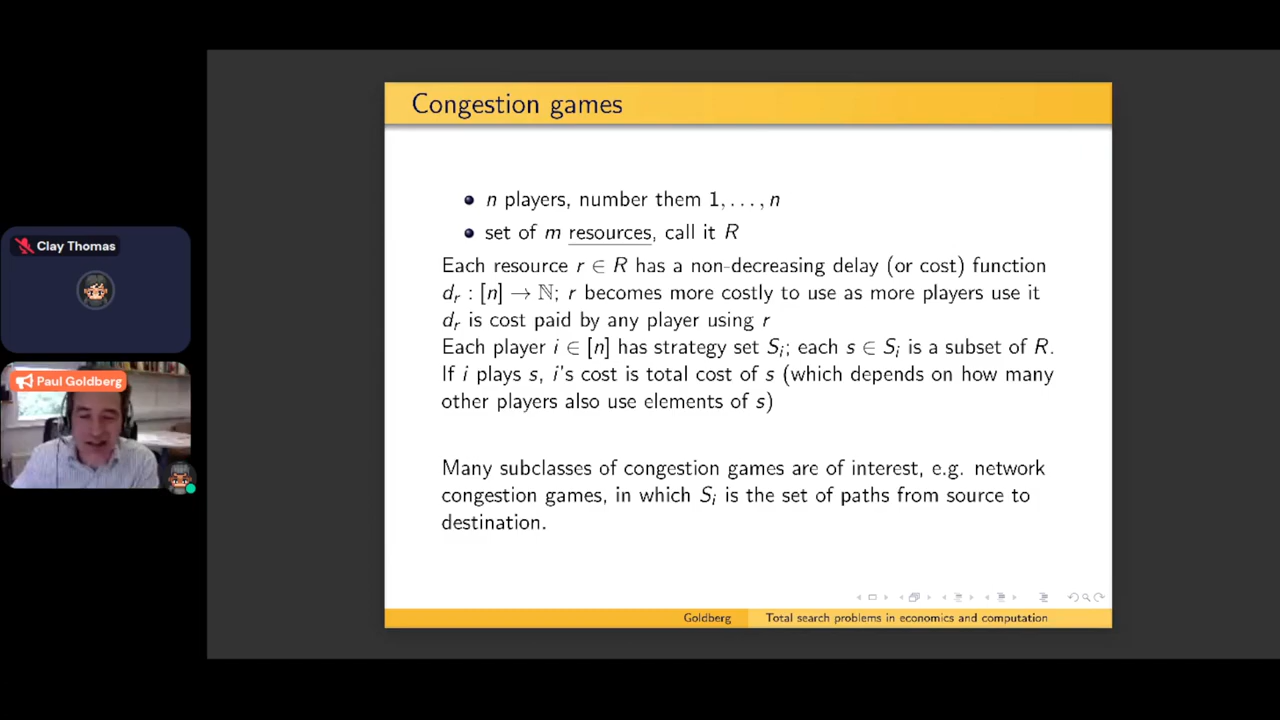 Congestion games
n players, number them 1, . . . , n
set of m resources, call it R
Each resource r ∈ R has a non-decreasing delay (or cost) function
d_r : [n] → ℕ; r becomes more costly to use as more players use it
d_r is cost paid by any player using r
Each player i ∈ [n] has strategy set S_i; each s ∈ S_i is a subset of R.
If i plays s, i's cost is total cost of s (which depends on how many
other players also use elements of s)
Many subclasses of congestion games are of interest, e.g. network
congestion games, in which S_i is the set of paths from source to
destination.
Goldberg
Total search problems in economics and computation
Clay Thomas
Paul Goldberg